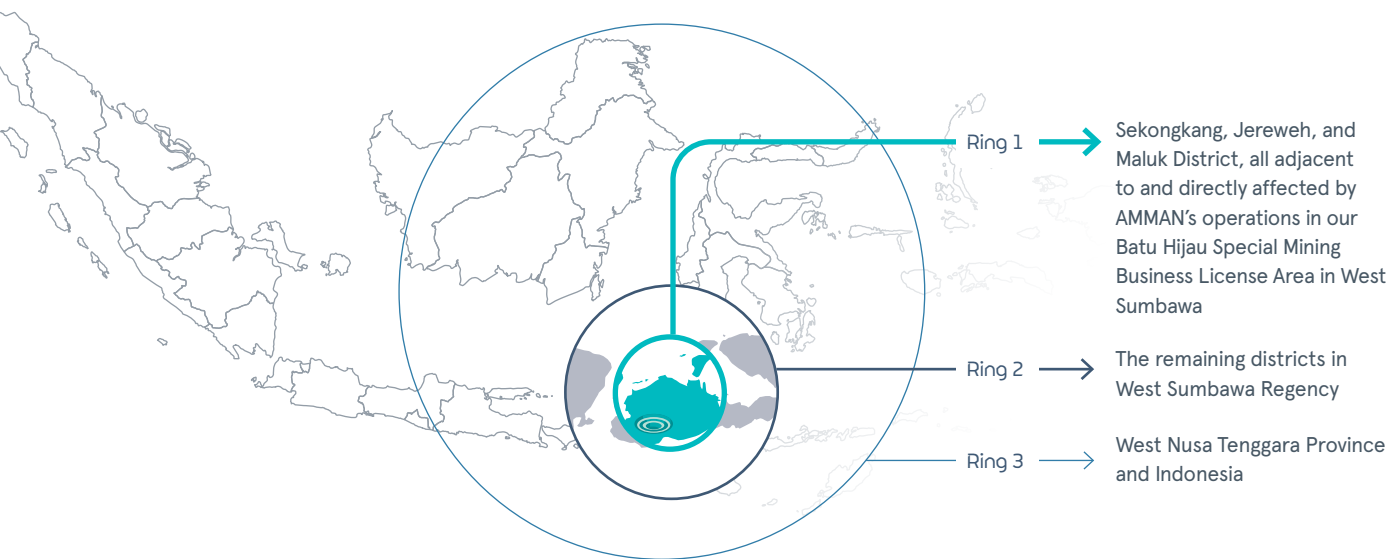 Ring 1
Sekongkang, Jereweh, and
Maluk District, all adjacent
to and directly affected by
AMMAN’s operations in our
Batu Hijau Special Mining
Business License Area in West
Sumbawa
Ring 2
The remaining districts in
West Sumbawa Regency
Ring 3
West Nusa Tenggara Province
and Indonesia